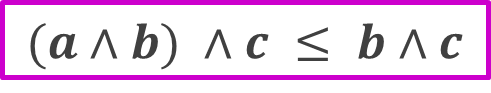 (a ∧ b) ∧ c ≤ b ∧ c